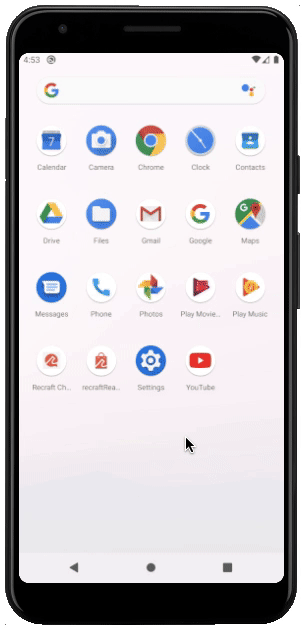 4:53
Calendar Camera Chrome Clock Contacts
Drive Files Gmail Google Maps
Messages Phone Photos Play Movie... Play Music
Recraft Ch... recraftRea... Settings YouTube